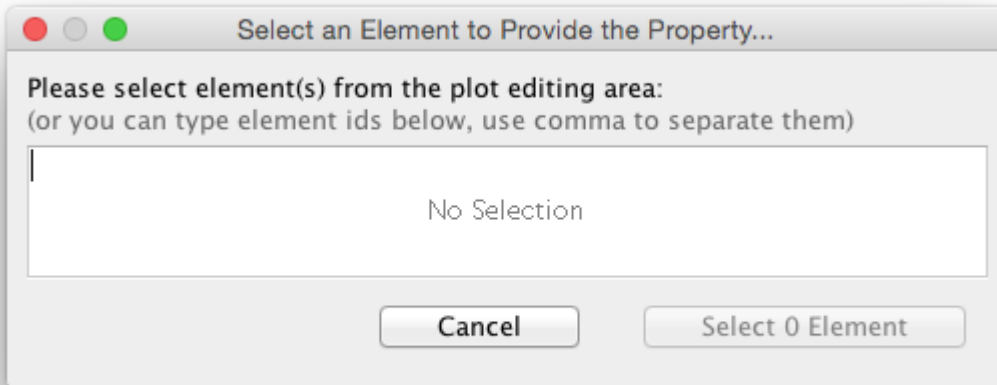 Select an Element to Provide the Property...
Please select element(s) from the plot editing area:
(or you can type element ids below, use comma to separate them)
No Selection
Cancel
Select 0 Element